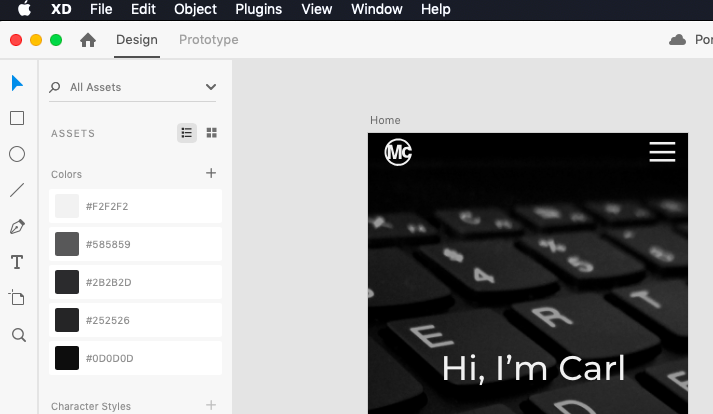 XD File Edit Object Plugins View Window Help
Design Prototype Por
All Assets
ASSETS
Colors
#F2F2F2
#585859
#2B2B2D
#252526
#0D0D0D
Character Styles
Home
Mc
E R T
Hi, I'm Carl